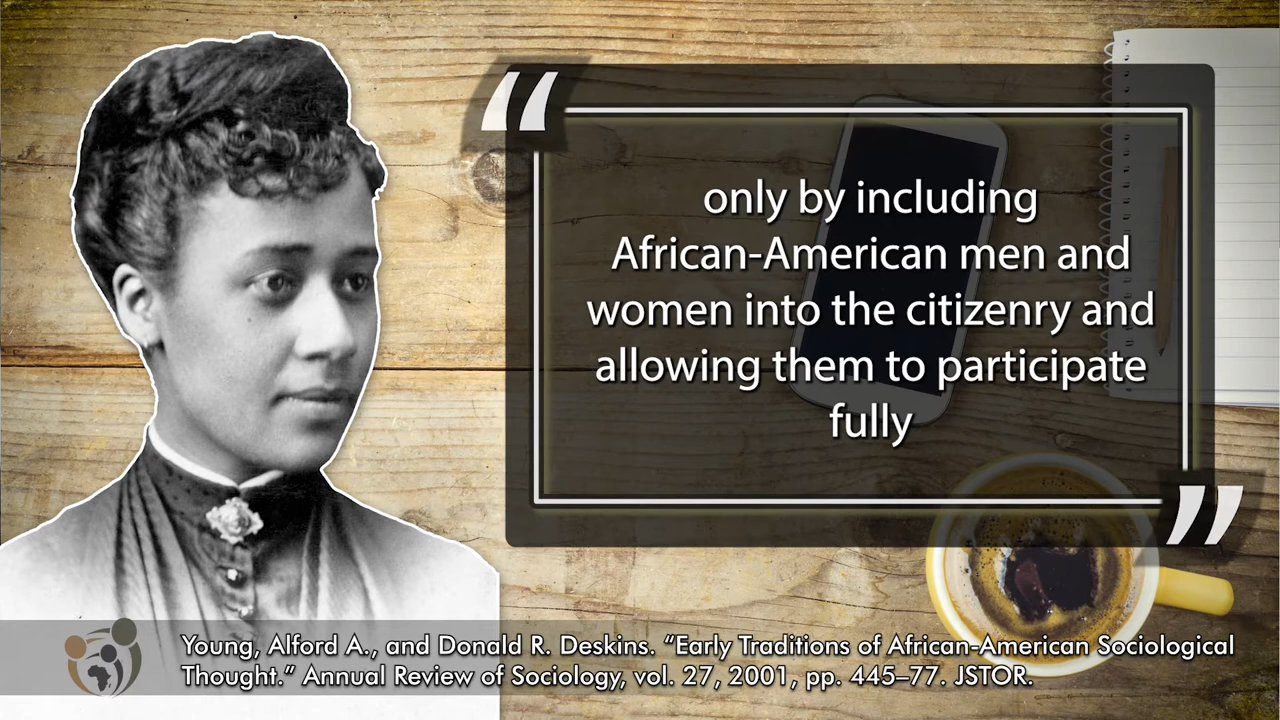 “
only by including
African-American men and
women into the citizenry and
allowing them to participate
fully
”
Young, Alford A., and Donald R. Deskins. “Early Traditions of African-American Sociological
Thought.” Annual Review of Sociology, vol. 27, 2001, pp. 445–77. JSTOR.